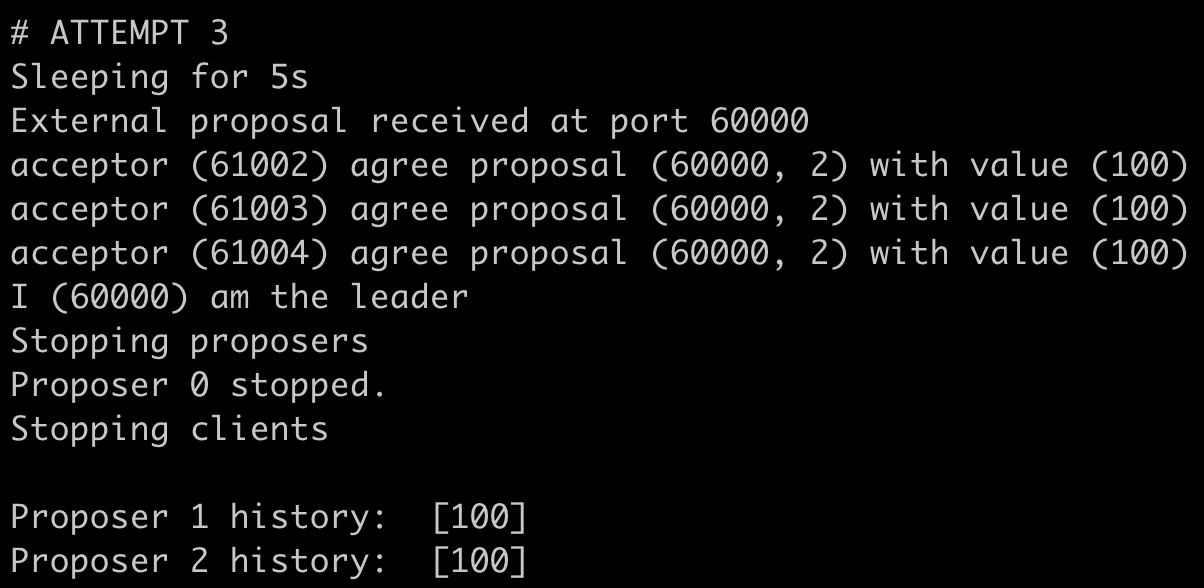 # ATTEMPT 3
Sleeping for 5s
External proposal received at port 60000
acceptor (61002) agree proposal (60000, 2) with value (100)
acceptor (61003) agree proposal (60000, 2) with value (100)
acceptor (61004) agree proposal (60000, 2) with value (100)
I (60000) am the leader
Stopping proposers
Proposer 0 stopped.
Stopping clients
Proposer 1 history:  [100]
Proposer 2 history:  [100]